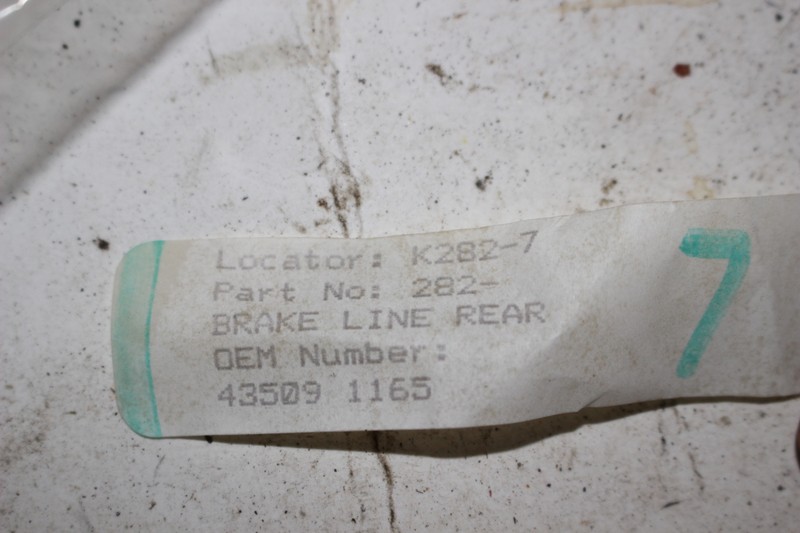 Locator: K282-7
Part No: 282-
BRAKE LINE REAR
OEM Number:
43509 1165
7